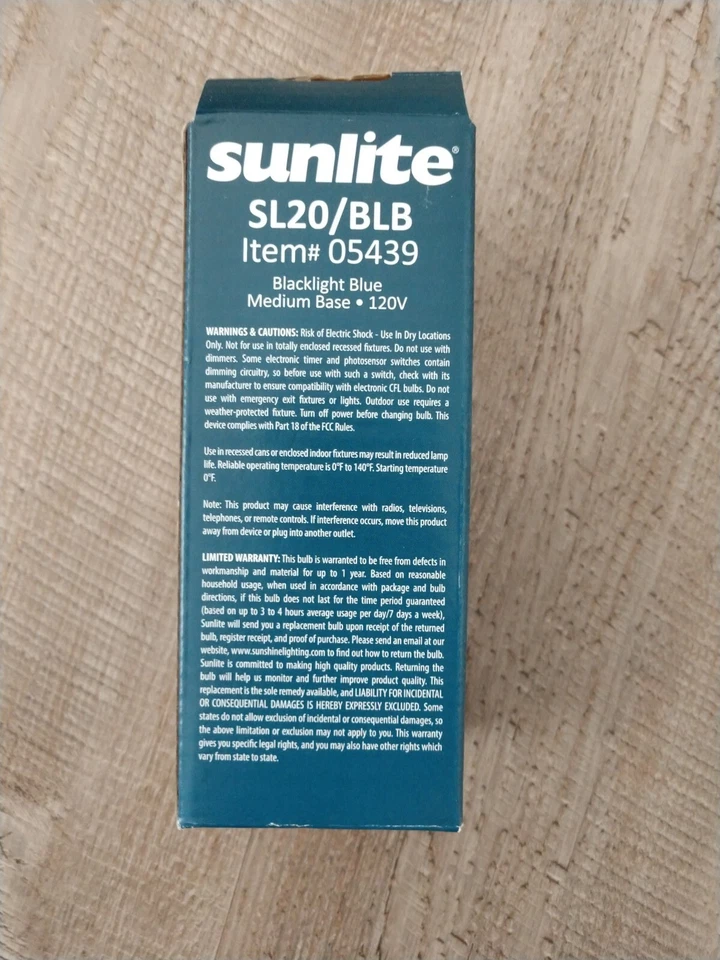 sunlite®
SL20/BLB
Item# 05439
Blacklight Blue
Medium Base • 120V
WARNINGS & CAUTIONS: Risk of Electric Shock - Use In Dry Locations
Only. Not for use in totally enclosed recessed fixtures. Do not use with
dimmers. Some electronic timer and photosensor switches contain
dimming circuitry, so before use with such a switch, check with its
manufacturer to ensure compatibility with electronic CFL bulbs. Do not
use with emergency exit fixtures or lights. Outdoor use requires a
weather-protected fixture. Turn off power before changing bulb. This
device complies with Part 18 of the FCC Rules.
Use in recessed cans or enclosed indoor fixtures may result in reduced lamp
life. Reliable operating temperature is 0°F to 140°F. Starting temperature
0°F.
Note: This product may cause interference with radios, televisions,
telephones, or remote controls. If interference occurs, move this product
away from device or plug into another outlet.
LIMITED WARRANTY: This bulb is warranted to be free from defects in
workmanship and material for up to 1 year. Based on reasonable
household usage, when used in accordance with package and bulb
directions, if this bulb does not last for the time period guaranteed
(based on up to 3 to 4 hours average usage per day/7 days a week),
Sunlite will send you a replacement bulb upon receipt of the returned
bulb, register receipt, and proof of purchase. Please send an email at our
website, www.sunshinelighting.com to find out how to return the bulb.
Sunlite is committed to making high quality products. Returning the
bulb will help us monitor and further improve product quality. This
replacement is the sole remedy available, and LIABILITY FOR INCIDENTAL
OR CONSEQUENTIAL DAMAGES IS HEREBY EXPRESSLY EXCLUDED. Some
states do not allow exclusion of incidental or consequential damages, so
the above limitation or exclusion may not apply to you. This warranty
gives you specific legal rights, and you may also have other rights which
vary from state to state.